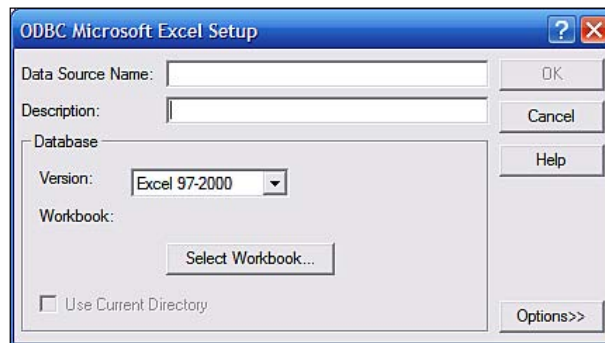 ODBC Microsoft Excel Setup
Data Source Name:
OK
Description:
Cancel
Database
Help
Version:
Excel 97-2000
Workbook:
Select Workbook...
Use Current Directory
Options>>